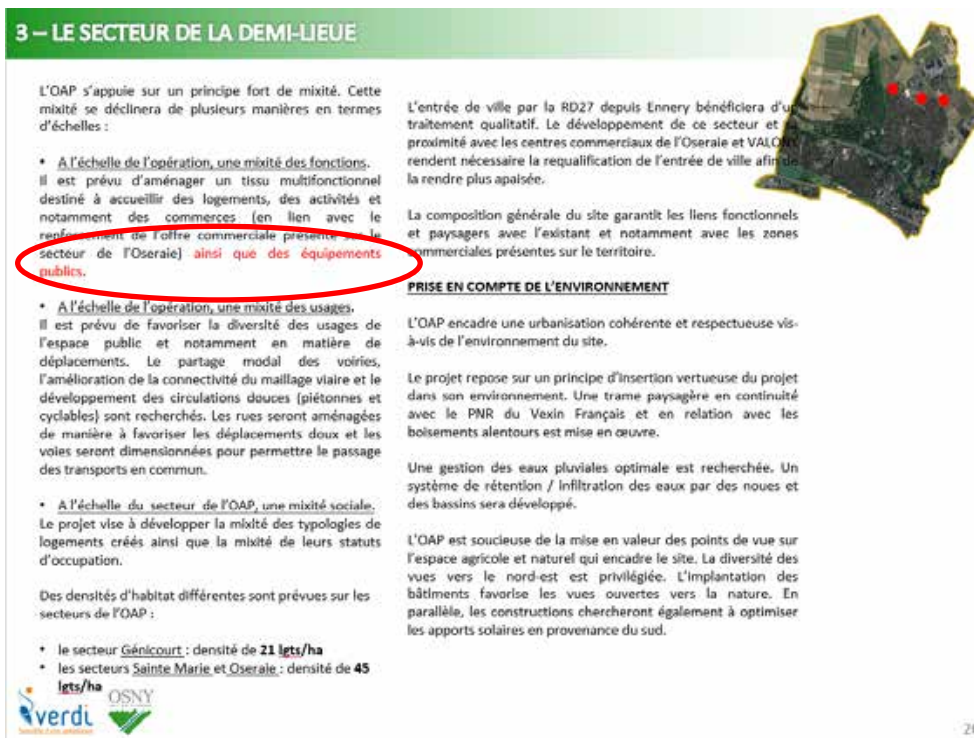 3 – LE SECTEUR DE LA DEMI-LIEUE
L'OAP s'appuie sur un principe fort de mixité. Cette
mixité se déclinera de plusieurs manières en termes
d'échelles :
• A l'échelle de l'opération, une mixité des fonctions.
Il est prévu d'aménager un tissu multifonctionnel
destiné à accueillir des logements, des activités et
notamment des commerces (en lien avec le
renforcement de l'offre commerciale présente sur le
secteur de l'Oseraie) ainsi que des équipements
publics.
• A l'échelle de l'opération, une mixité des usages.
Il est prévu de favoriser la diversité des usages de
l'espace public et notamment en matière de
déplacements. Le partage modal des voiries,
l'amélioration de la connectivité du maillage viaire et le
développement des circulations douces (piétonnes et
cyclables) sont recherchés. Les rues seront aménagées
de manière à favoriser les déplacements doux et les
voies seront dimensionnées pour permettre le passage
des transports en commun.
• A l'échelle du secteur de l'OAP, une mixité sociale.
Le projet vise à développer la mixité des typologies de
logements créés ainsi que la mixité de leurs statuts
d'occupation.
Des densités d'habitat différentes sont prévues sur les
secteurs de l'OAP :
• le secteur Génicourt : densité de 21 lgts/ha
• les secteurs Sainte Marie et Oseraie : densité de 45
lgts/ha
L'entrée de ville par la RD27 depuis Ennery bénéficiera d'un
traitement qualitatif. Le développement de ce secteur et
proximité avec les centres commerciaux de l'Oseraie et
rendent nécessaire la requalification de l'entrée de ville afin de
la rendre plus apaisée.
La composition générale du site garantit les liens fonctionnels
et paysagers avec l'existant et notamment avec les zones
commerciales présentes sur le territoire.
PRISE EN COMPTE DE L'ENVIRONNEMENT
L'OAP encadre une urbanisation cohérente et respectueuse vis-
à-vis de l'environnement du site.
Le projet repose sur un principe d'insertion vertueuse du projet
dans son environnement. Une trame paysagère en continuité
avec le PNR du Vexin Français et en relation avec les
boisements alentours est mise en œuvre.
Une gestion des eaux pluviales optimale est recherchée. Un
système de rétention / infiltration des eaux par des noues et
des bassins sera développé.
L'OAP est soucieuse de la mise en valeur des points de vue sur
l'espace agricole et naturel qui encadre le site. La diversité des
vues vers le nord-est est privilégiée. L'implantation des
bâtiments favorise les vues ouvertes vers la nature. En
parallèle, les constructions chercheront également à optimiser
les apports solaires en provenance du sud.
verdi
OSNY